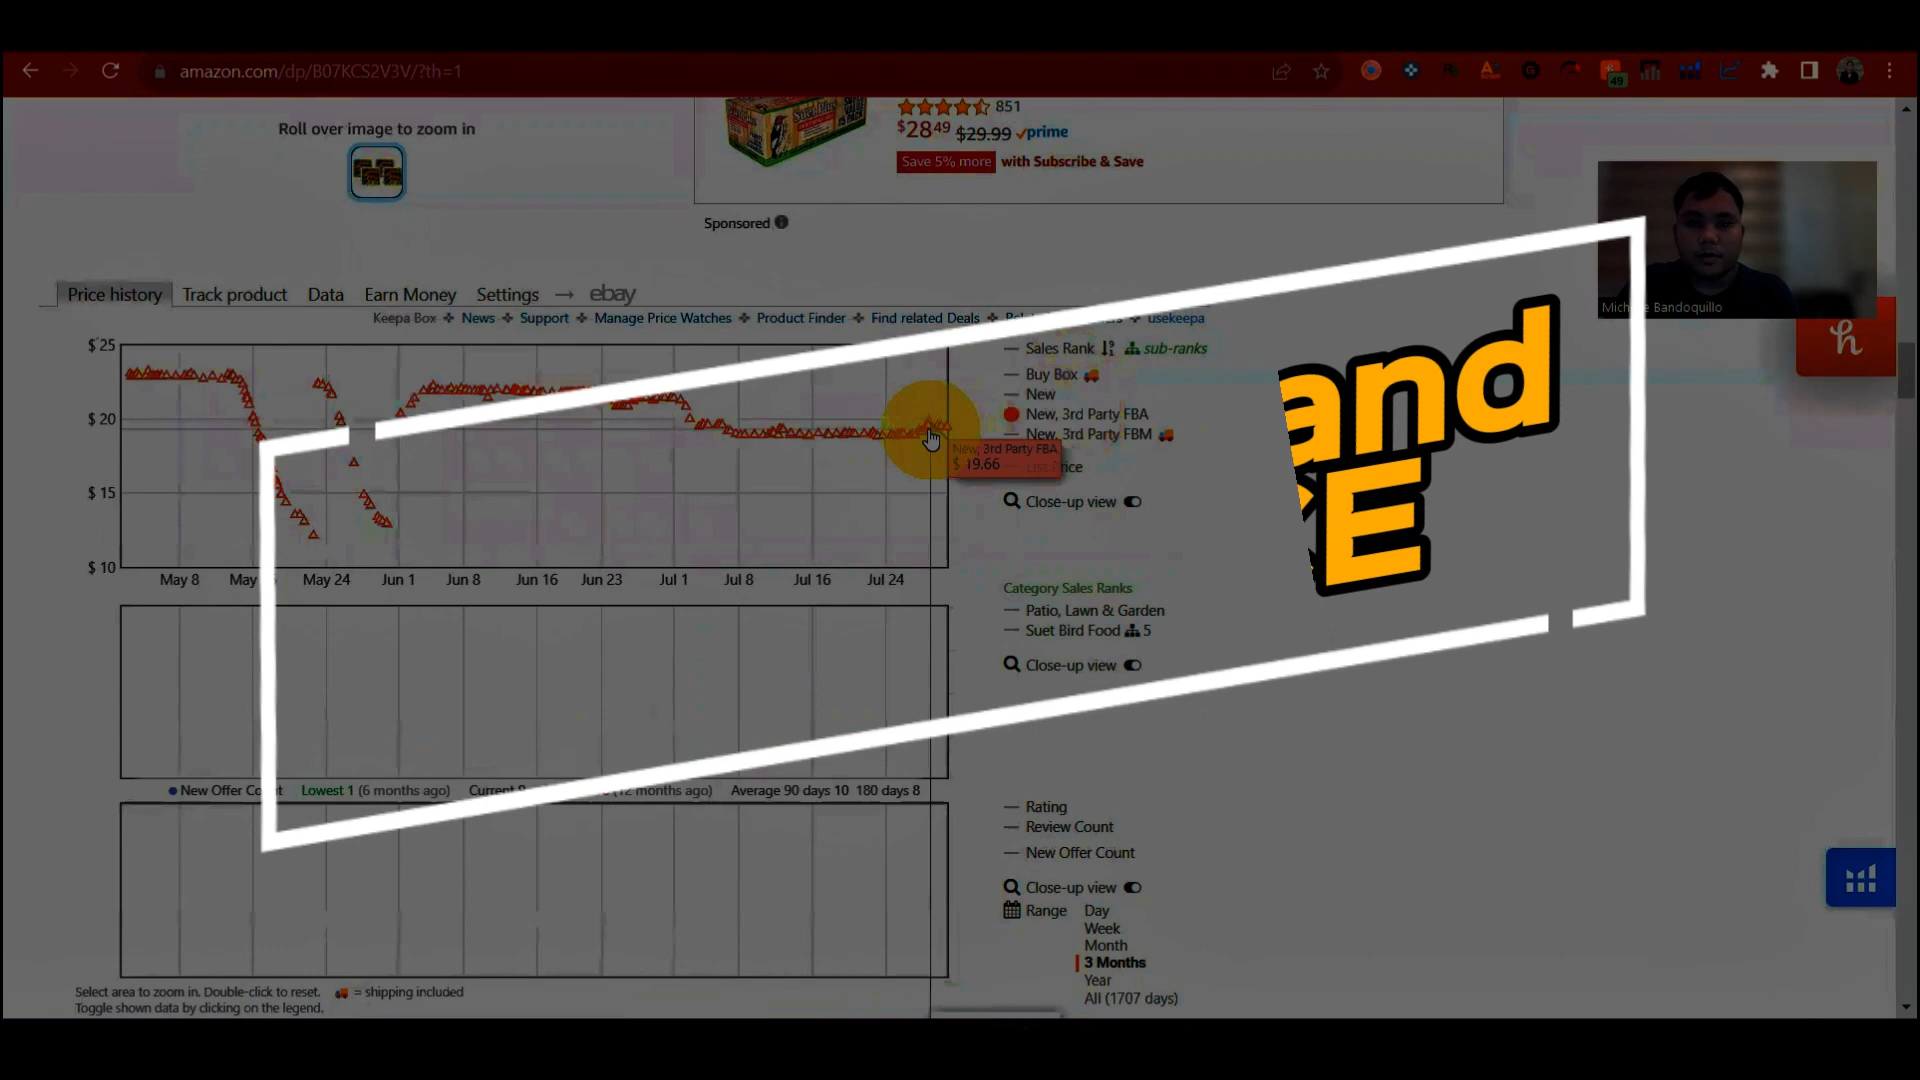 amazon.com/dp/B07KCS2V3V/?th=1
49
Roll over image to zoom in
851
$28.49 $29.99 prime
Save 5% more with Subscribe & Save
Sponsored
Michelle Bandoquillo
Price history Track product Data Earn Money Settings → ebay
Keepa Box News Support Manage Price Watches Product Finder Find related Deals usekeepa
$ 25
$ 20
$ 15
$ 10
May 8 May May 24 Jun 1 Jun 8 Jun 16 Jun 23 Jul 1 Jul 8 Jul 16 Jul 24
Sales Rank sub-ranks
Buy Box
New
New, 3rd Party FBA
New, 3rd Party FBM
New, 3rd Party FBA
$ 19.66
and
E
Close-up view
Category Sales Ranks
Patio, Lawn & Garden
Suet Bird Food 5
Close-up view
New Offer Lowest 1 (6 months ago) Current (12 months ago) Average 90 days 10 180 days 8
Rating
Review Count
New Offer Count
Close-up view
Range Day
Week
Month
3 Months
Year
All (1707 days)
Select area to zoom in. Double-click to reset. = shipping included
Toggle shown data by clicking on the legend.